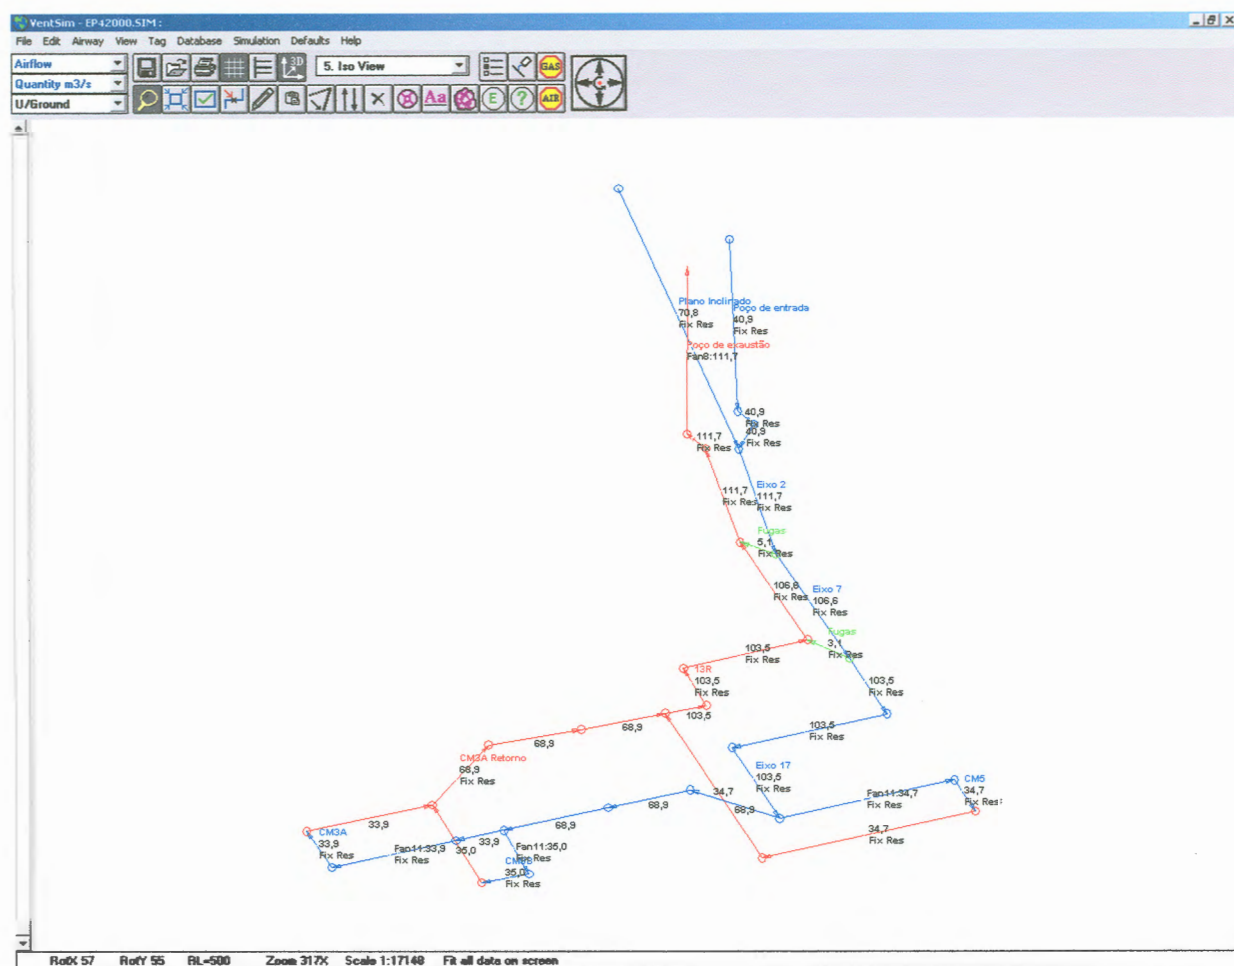 VentSim - EP42000.SIM :
File Edit Airway View Tag Database Simulation Defaults Help
Airflow
5. Iso View
3D
GAS
Quantity m3/s
U/Ground
Aa
E
?
AIR
Plano Inclinado
70,8
Fix Res
Poço de entrada
40,9
Fix Res
Poço de exaustão
Fan8:111,7
40,9
Fix Res
40,9
Fix Res
111,7
Fix Res
Eixo 2
111,7
Fix Res
111,7
Fix Res
Fugas
5,1
Fix Res
106,6
Fix Res
Eixo 7
106,6
Fix Res
Fugas
3,1
Fix Res
103,5
Fix Res
13R
103,5
Fix Res
103,5
Fix Res
103,5
68,9
68,9
103,5
Fix Res
CM3A Retorno
68,9
Fix Res
Eixo 17
103,5
Fix Res
CM5
34,7
Fix Res
Fan11:34,7
Fix Res
34,7
68,9
68,9
68,9
33,9
CM3A
33,9
Fix Res
Fan11:33,9
Fix Res
33,9
35,0
Fan11:35,0
Fix Res
35,0
Fix Res
34,7
Fix Res
RotX 57 RotY 55 RL=500 Zoom 317X Scale 1:17148 Fit all data on screen